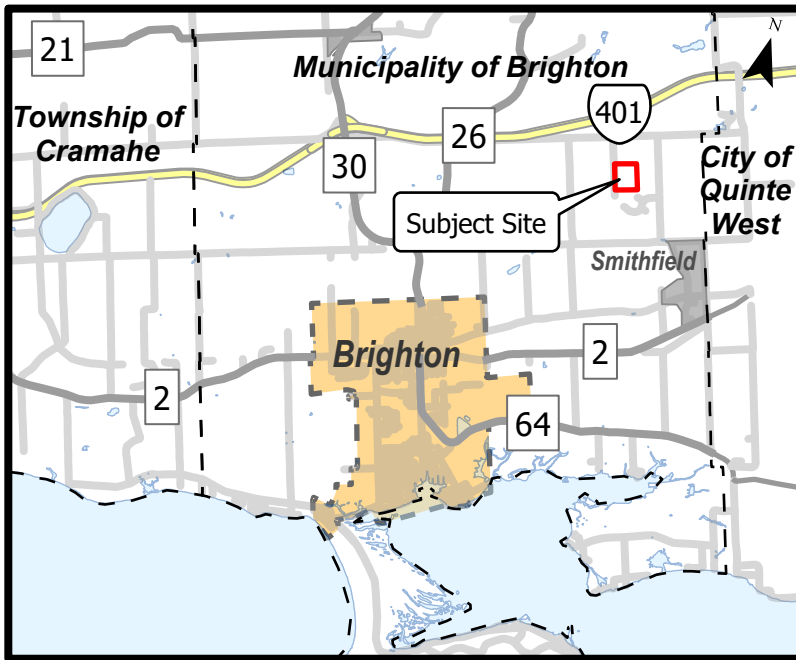 21
N
Municipality of Brighton
401
Township of
Cramahe
26
30
City of
Quinte
West
Subject Site
Smithfield
Brighton
2
2
64